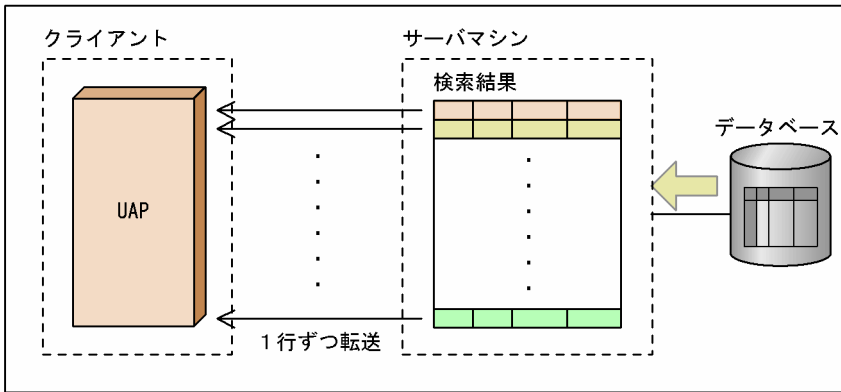 クライアント
サーバマシン
検索結果
データベース
UAP
1行ずつ転送